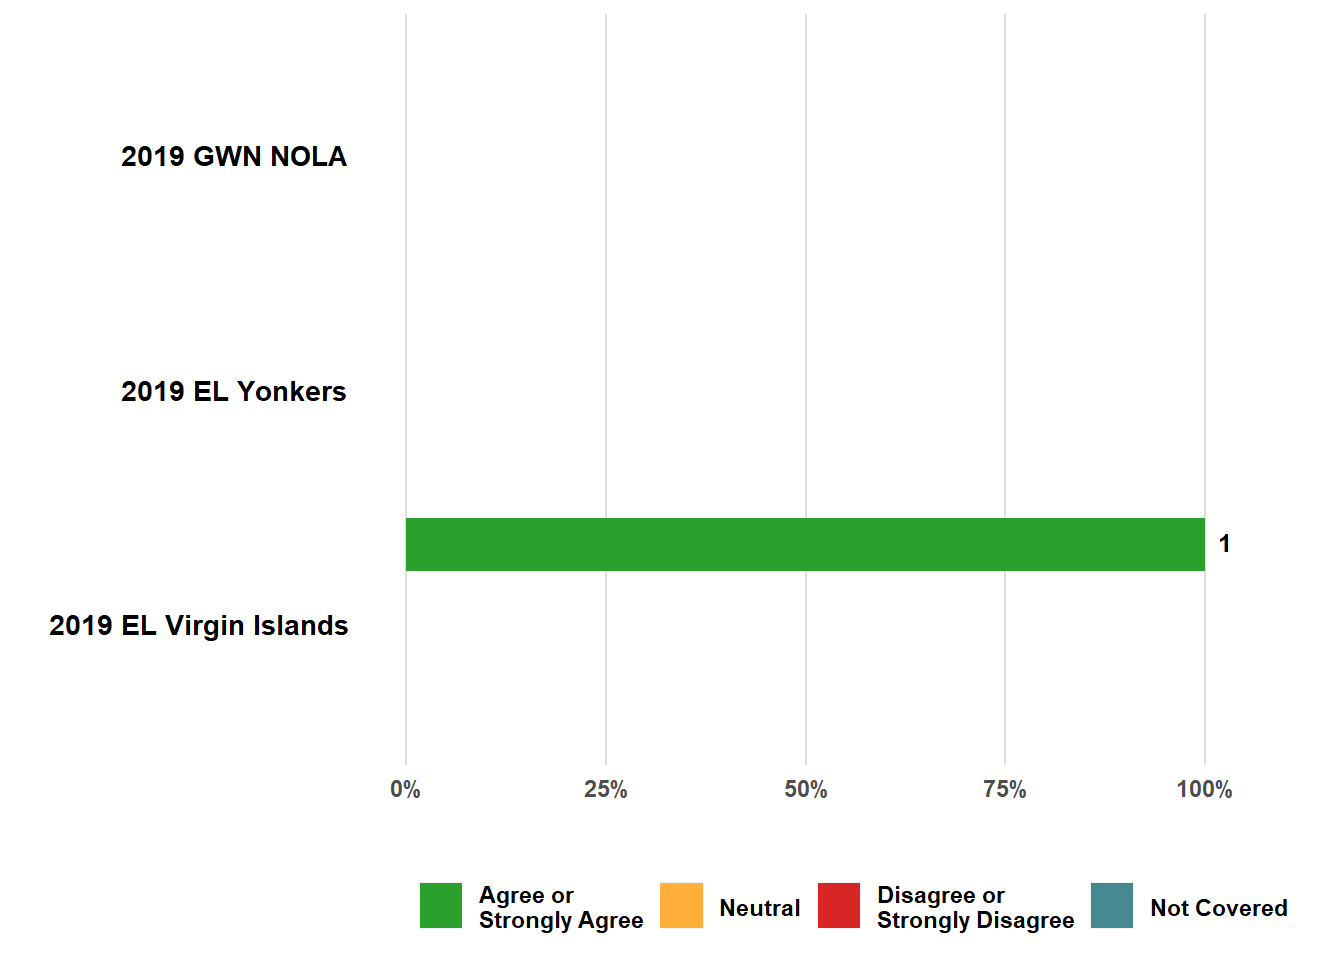 2019 GWN NOLA
2019 EL Yonkers
1
2019 EL Virgin Islands
0%
25%
50%
75%
100%
Agree or
Strongly Agree
Neutral
Disagree or
Strongly Disagree
Not Covered